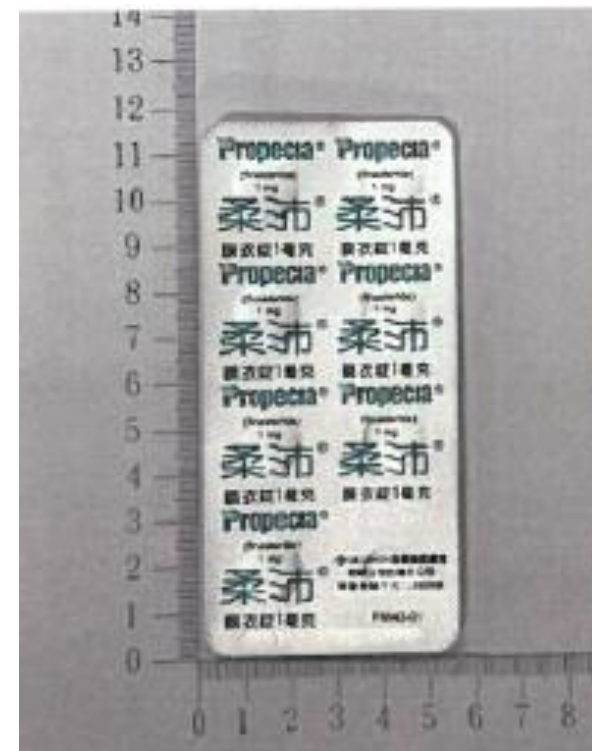 14
13
12
11
10
9
8
7
6
5
4
3
2
1
0
Propecia® Propecia®
(finasteride) (finasteride)
1 mg 1 mg
柔沛® 柔沛®
膜衣錠1毫克 膜衣錠1毫克
Propecia® Propecia®
(finasteride) (finasteride)
1 mg 1 mg
柔沛® 柔沛®
膜衣錠1毫克 膜衣錠1毫克
Propecia® Propecia®
(finasteride) (finasteride)
1 mg 1 mg
柔沛® 柔沛®
膜衣錠1毫克 膜衣錠1毫克
Propecia®
(finasteride)
1 mg
柔沛®
膜衣錠1毫克
0 1 2 3 4 5 6 7 8